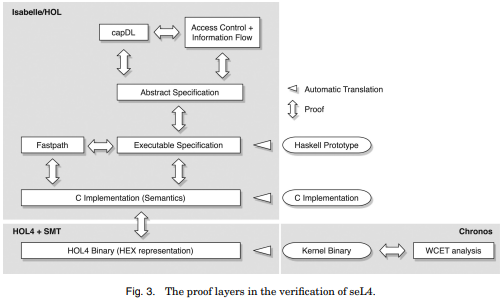 Isabelle/HOL
capDL
Access Control +
Information Flow
Abstract Specification
Automatic Translation
Proof
Fastpath
Executable Specification
Haskell Prototype
C Implementation (Semantics)
C Implementation
HOL4 + SMT
Chronos
HOL4 Binary (HEX representation)
Kernel Binary
WCET analysis
Fig. 3. The proof layers in the verification of seL4.